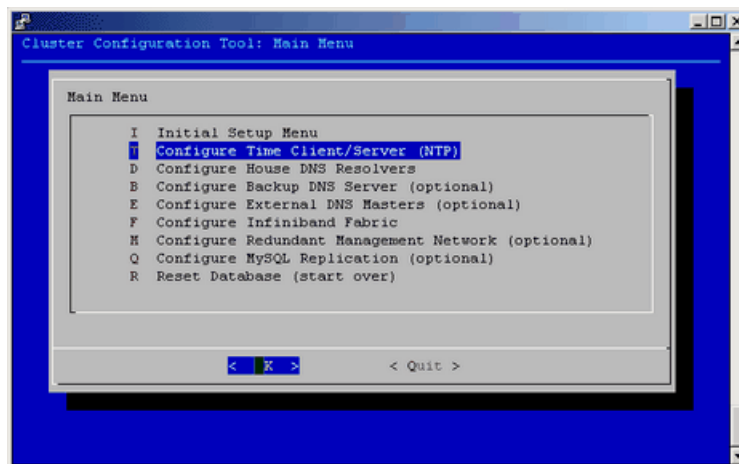 Cluster Configuration Tool: Main Menu
Main Menu
I Initial Setup Menu
T Configure Time Client/Server (NTP)
D Configure House DNS Resolvers
B Configure Backup DNS Server (optional)
E Configure External DNS Masters (optional)
F Configure Infiniband Fabric
M Configure Redundant Management Network (optional)
Q Configure MySQL Replication (optional)
R Reset Database (start over)
< OK > < Quit >